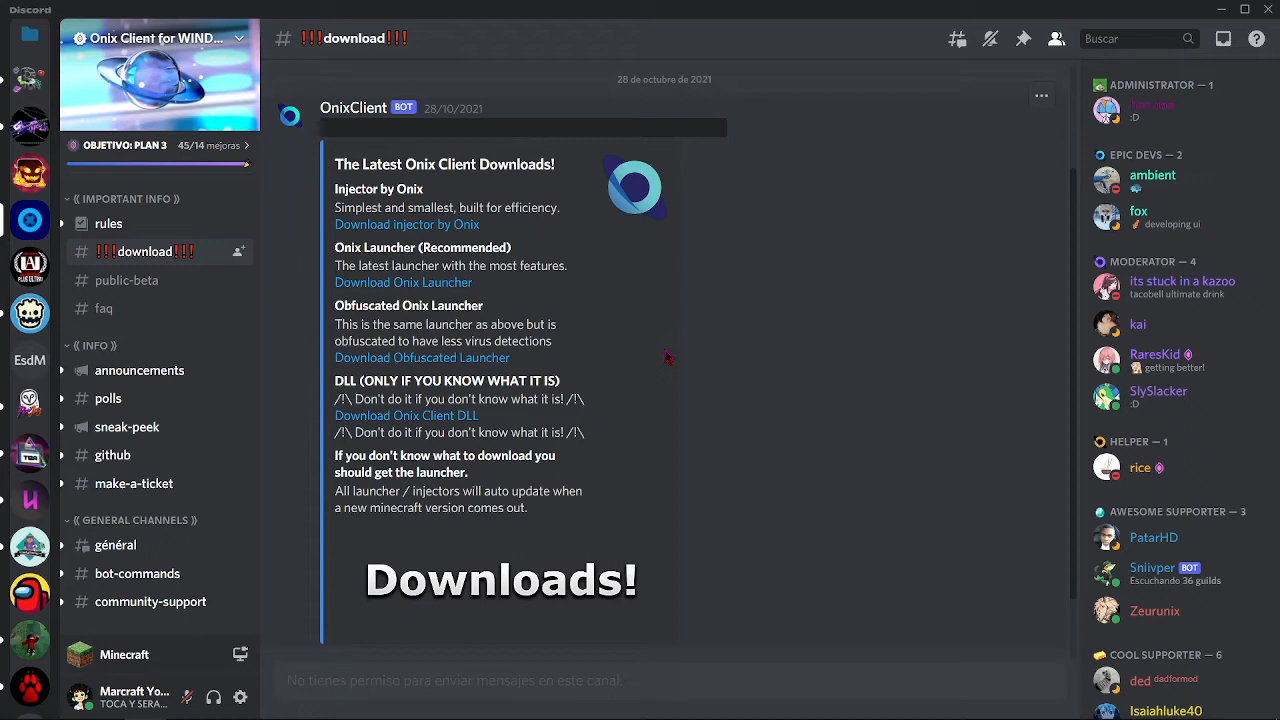 Discord
Onix Client for WIND...
OBJETIVO: PLAN 3 45/14 mejoras
(( IMPORTANT INFO ))
rules
# !!!download!!!
# public-beta
# faq
(( INFO ))
announcements
# polls
sneak-peek
# github
# make-a-ticket
(( GENERAL CHANNELS ))
général
# bot-commands
# community-support
Minecraft
Marcraft Yo...
TOCA Y SERA...
# !!!download!!!
Buscar
28 de octubre de 2021
OnixClient BOT 28/10/2021
The Latest Onix Client Downloads!
Injector by Onix
Simplest and smallest, built for efficiency.
Download injector by Onix
Onix Launcher (Recommended)
The latest launcher with the most features.
Download Onix Launcher
Obfuscated Onix Launcher
This is the same launcher as above but is
obfuscated to have less virus detections
Download Obfuscated Launcher
DLL (ONLY IF YOU KNOW WHAT IT IS)
/!\ Don't do it if you don't know what it is! /!\
Download Onix Client DLL
/!\ Don't do it if you don't know what it is! /!\
If you don't know what to download you
should get the launcher.
All launcher / injectors will auto update when
a new minecraft version comes out.
Downloads!
No tienes permiso para enviar mensajes en este canal.
ADMINISTRATOR — 1
:D
EPIC DEVS — 2
ambient
fox
developing ui
MODERATOR — 4
its stuck in a kazoo
tacobell ultimate drink
kai
RaresKid
getting better!
SlySlacker
:D
HELPER — 1
rice
AWESOME SUPPORTER — 3
PatarHD
Sniivper BOT
Escuchando 36 guilds
Zeurunix
COOL SUPPORTER — 6
ded dadformod
Isaiahluke40
EsdM